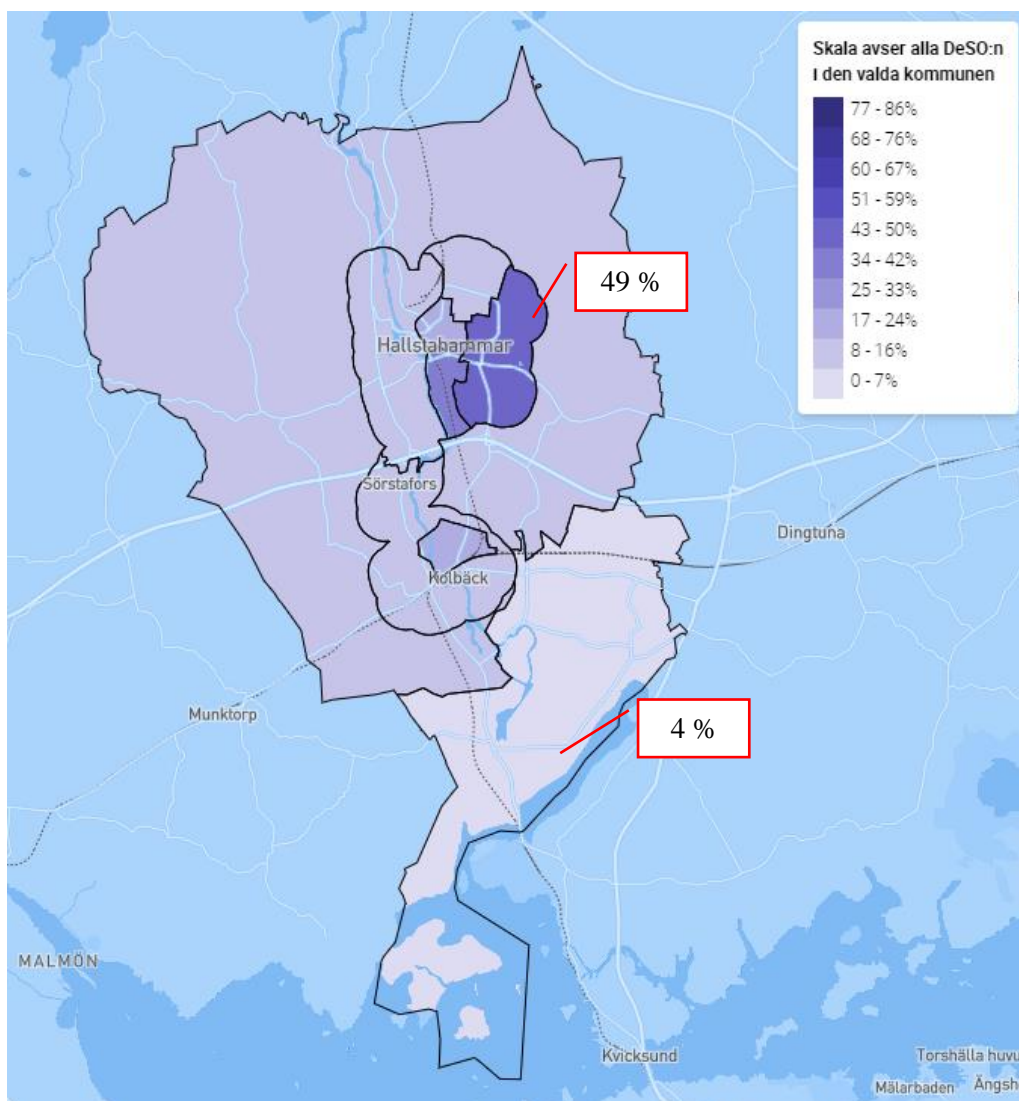 Skala avser alla DeSO:n
I den valda kommunen
77 - 86%
68 - 76%
60 - 67%
51 - 59%
43 - 50%
34 - 42%
25 - 33%
17 - 24%
8 - 16%
0 - 7%
49 %
Hallstahammar
Sörstafors
Dingtuna
Kolbäck
Munktorp
4 %
MALMÖN
Kvicksund
Torshälla huvu
Mälarbaden
Ängsh